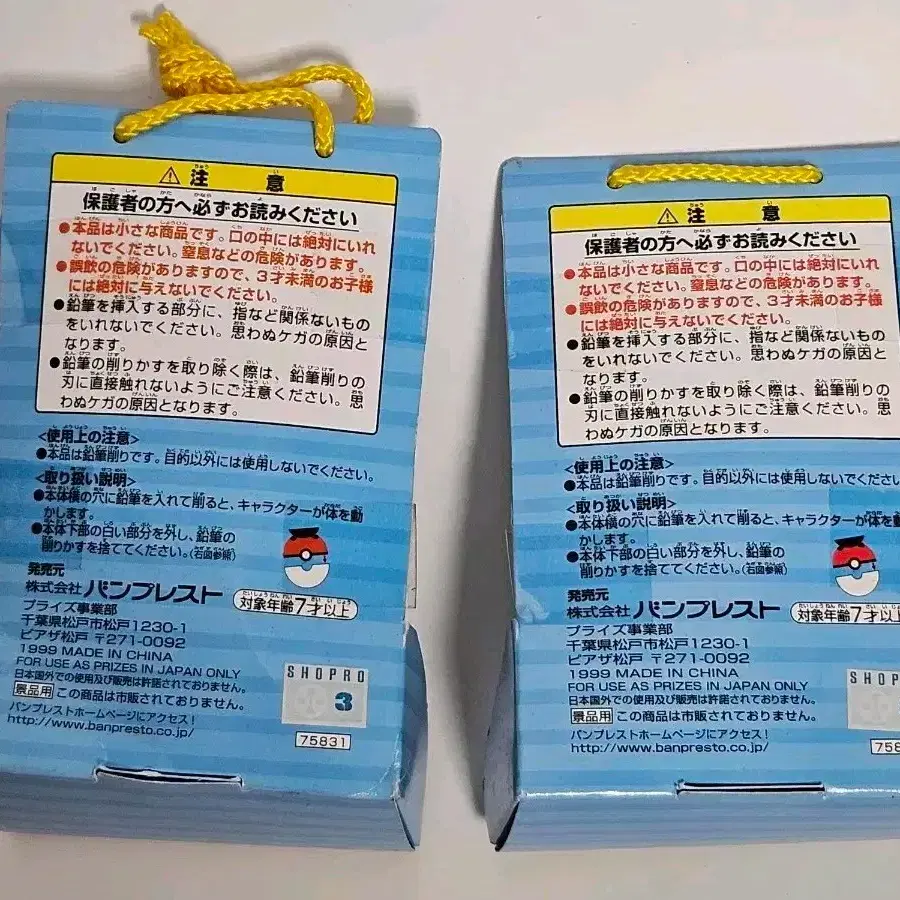 ⚠ 注 意
保護者の方へ必ずお読みください
●本品は小さな商品です。口の中には絶対にいれ
ないでください。窒息などの危険があります。
●誤飲の危険がありますので、3才未満のお子様
には絶対に与えないでください。
●鉛筆を挿入する部分に、指など関係ないもの
をいれないでください。思わぬケガの原因と
なります。
●鉛筆の削りかすを取り除く際は、鉛筆削りの
刃に直接触れないようにご注意ください。思
わぬケガの原因となります。
<使用上の注意>
●本品は鉛筆削りです。目的以外には使用しないでください。
<取り扱い説明>
●本体横の穴に鉛筆を入れて削ると、キャラクターが体を動
かします。
●本体下部の白い部分を外し、鉛筆の
削りかすを捨ててください。(右図参照)
発売元
株式会社 バンプレスト
対象年齢7才以上
プライズ事業部
千葉県松戸市松戸1230-1
ピアザ松戸 〒271-0092
1999 MADE IN CHINA
FOR USE AS PRIZES IN JAPAN ONLY
日本国外での使用及び販売は許諾されておりません。
景品用 この商品は市販されておりません。
バンプレストホームページにアクセス!
http://www.banpresto.co.jp/
SHOPRO
3
75831
⚠ 注 意
保護者の方へ必ずお読みください
●本品は小さな商品です。口の中には絶対にいれ
ないでください。窒息などの危険があります。
●誤飲の危険がありますので、3才未満のお子様
には絶対に与えないでください。
●鉛筆を挿入する部分に、指など関係ないもの
をいれないでください。思わぬケガの原因と
なります。
●鉛筆の削りかすを取り除く際は、鉛筆削りの
刃に直接触れないようにご注意ください。思
わぬケガの原因となります。
<使用上の注意>
●本品は鉛筆削りです。目的以外には使用しないでくださ
<取り扱い説明>
●本体横の穴に鉛筆を入れて削ると、キャラクターが体を動
かします。
●本体下部の白い部分を外し、鉛筆の
削りかすを捨ててください。(右図参照)
発売元
株式会社 バンプレスト
対象年齢7才以
プライズ事業部
千葉県松戸市松戸1230-1
ピアザ松戸 〒271-0092
1999 MADE IN CHINA
FOR USE AS PRIZES IN JAPAN ONLY
日本国外での使用及び販売は許諾されておりません。
景品用 この商品は市販されておりません。
バンプレストホームページにアクセス!
http://www.banpresto.co.jp/
SHOP
758